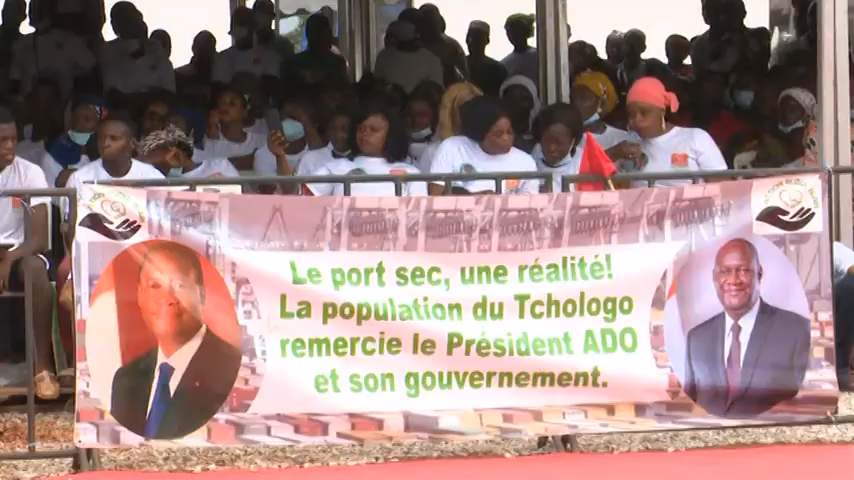 Le port sec, une réalité!
La population du Tchologo
remercie le Président ADO
et son gouvernement.